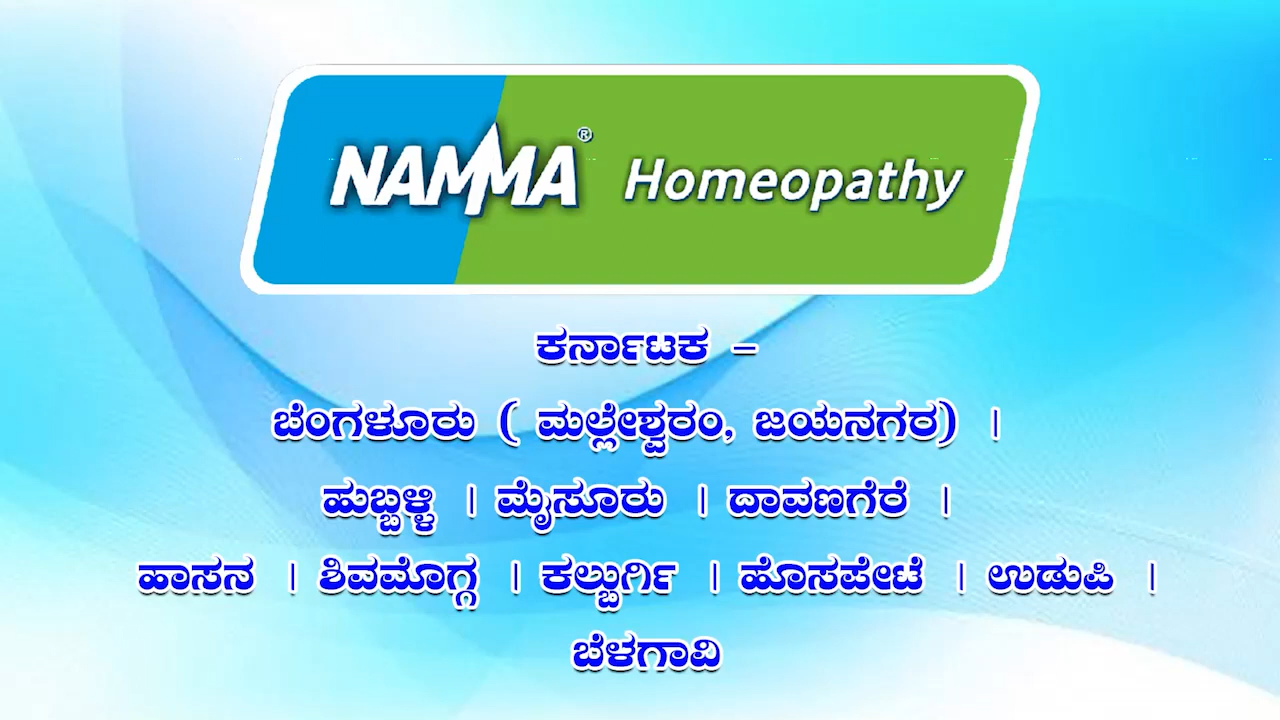 NAMMA® Homeopathy
ಕರ್ನಾಟಕ –
ಬೆಂಗಳೂರು ( ಮಲ್ಲೇಶ್ವರಂ, ಜಯನಗರ) |
ಹುಬ್ಬಳ್ಳಿ | ಮೈಸೂರು | ದಾವಣಗೆರೆ |
ಹಾಸನ | ಶಿವಮೊಗ್ಗ | ಕಲ್ಬುರ್ಗಿ | ಹೊಸಪೇಟೆ | ಉಡುಪಿ |
ಬೆಳಗಾವಿ